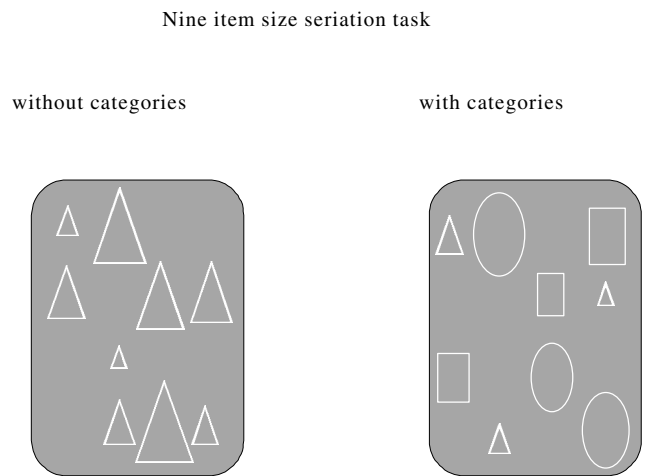 Nine item size seriation task
without categories
with categories